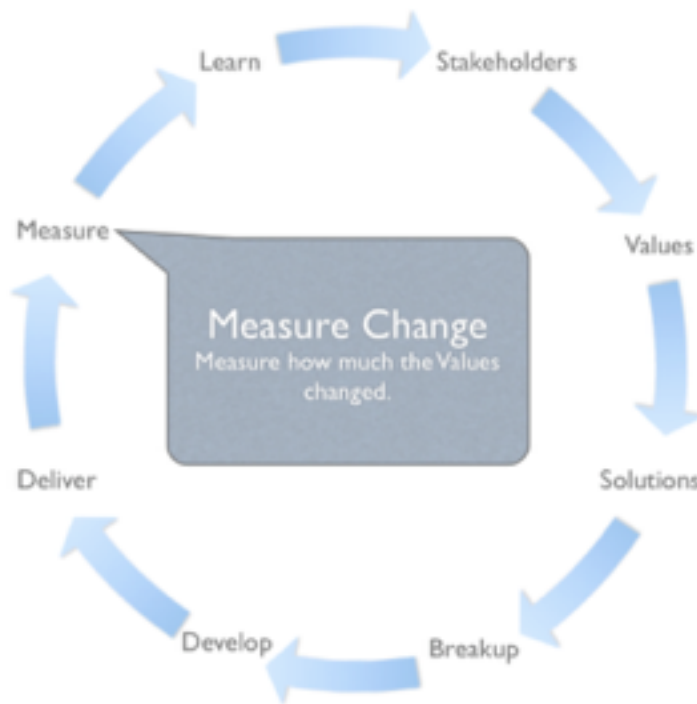 Learn
Stakeholders
Measure
Values
Measure Change
Measure how much the Values
changed.
Deliver
Solutions
Develop
Breakup